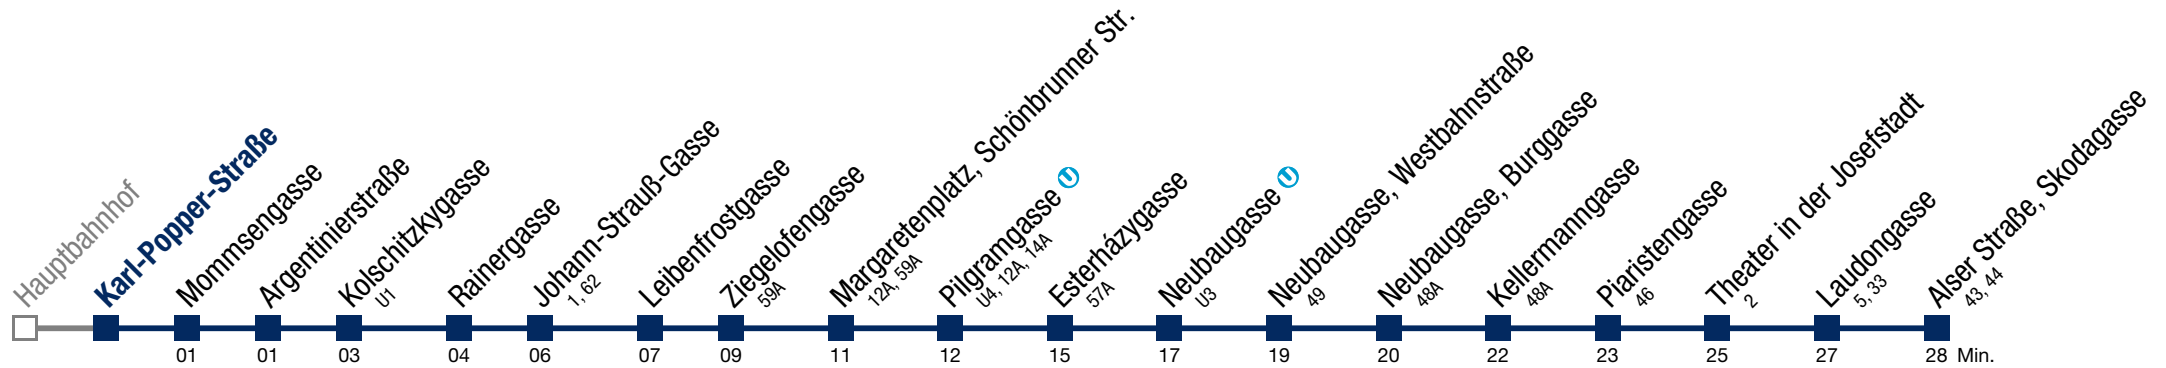 Hauptbahnhof
Karl-Popper-Straße
Mommsengasse
Argentinierstraße
Kolschitzkygasse
U1
Rainergasse
Johann-Strauß-Gasse
1, 62
Leibenfrostgasse
Ziegelofengasse
59A
Margaretenplatz, Schönbrunner Str.
12A, 59A
Pilgramgasse U
U4, 12A, 14A
Esterházygasse
57A
Neubaugasse U
U3
Neubaugasse, Westbahnstraße
49
Neubaugasse, Burggasse
48A
Kellermanngasse
48A
Piaristengasse
46
Theater in der Josefstadt
2
Laudongasse
5, 33
Alser Straße, Skodagasse
43, 44
01 01 03 04 06 07 09 11 12 15 17 19 20 22 23 25 27 28 Min.